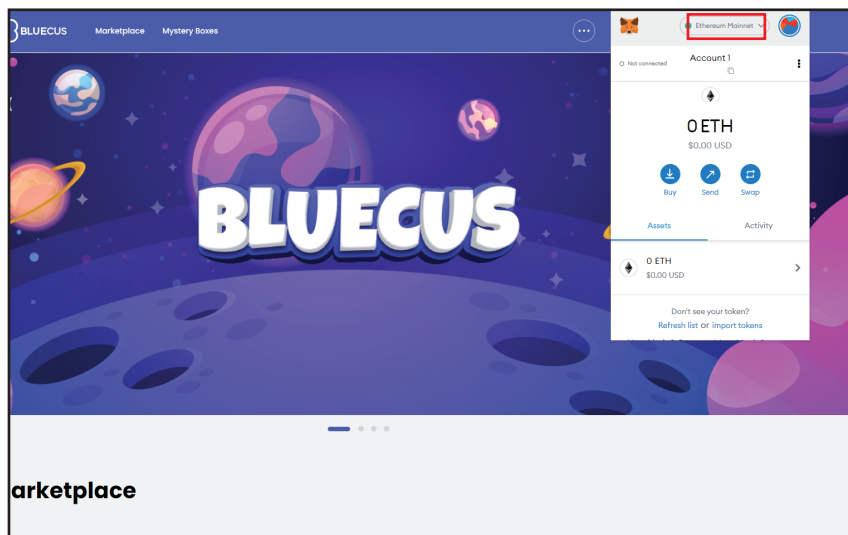 BLUECUS Marketplace Mystery Boxes
Ethereum Mainnet
Not connected
Account 1
0 ETH
$0.00 USD
Buy Send Swap
Assets Activity
0 ETH
$0.00 USD
Don't see your token?
Refresh list or import tokens
BLUECUS
arketplace